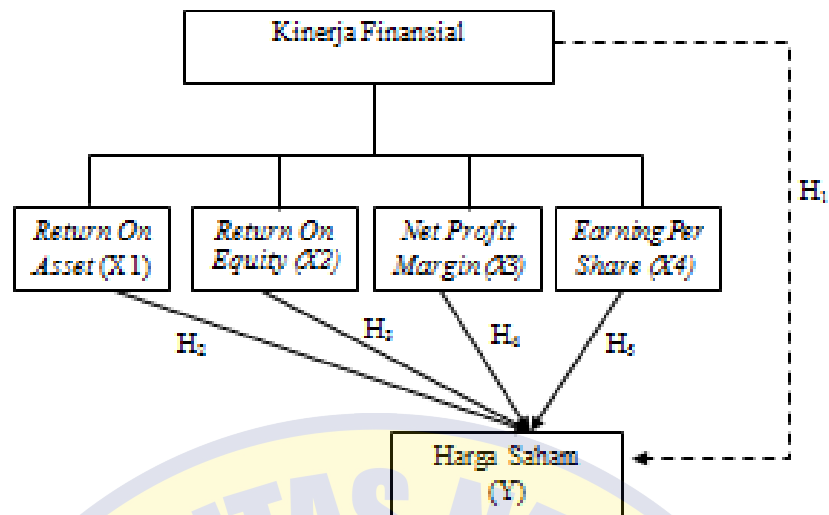 Kinerja Finansial
H₁
Return On
Asset (X1)
Return On
Equity (X2)
Net Profit
Margin (X3)
Earning Per
Share (X4)
H₂
H₃
H₄
H₅
Harga Saham
(Y)